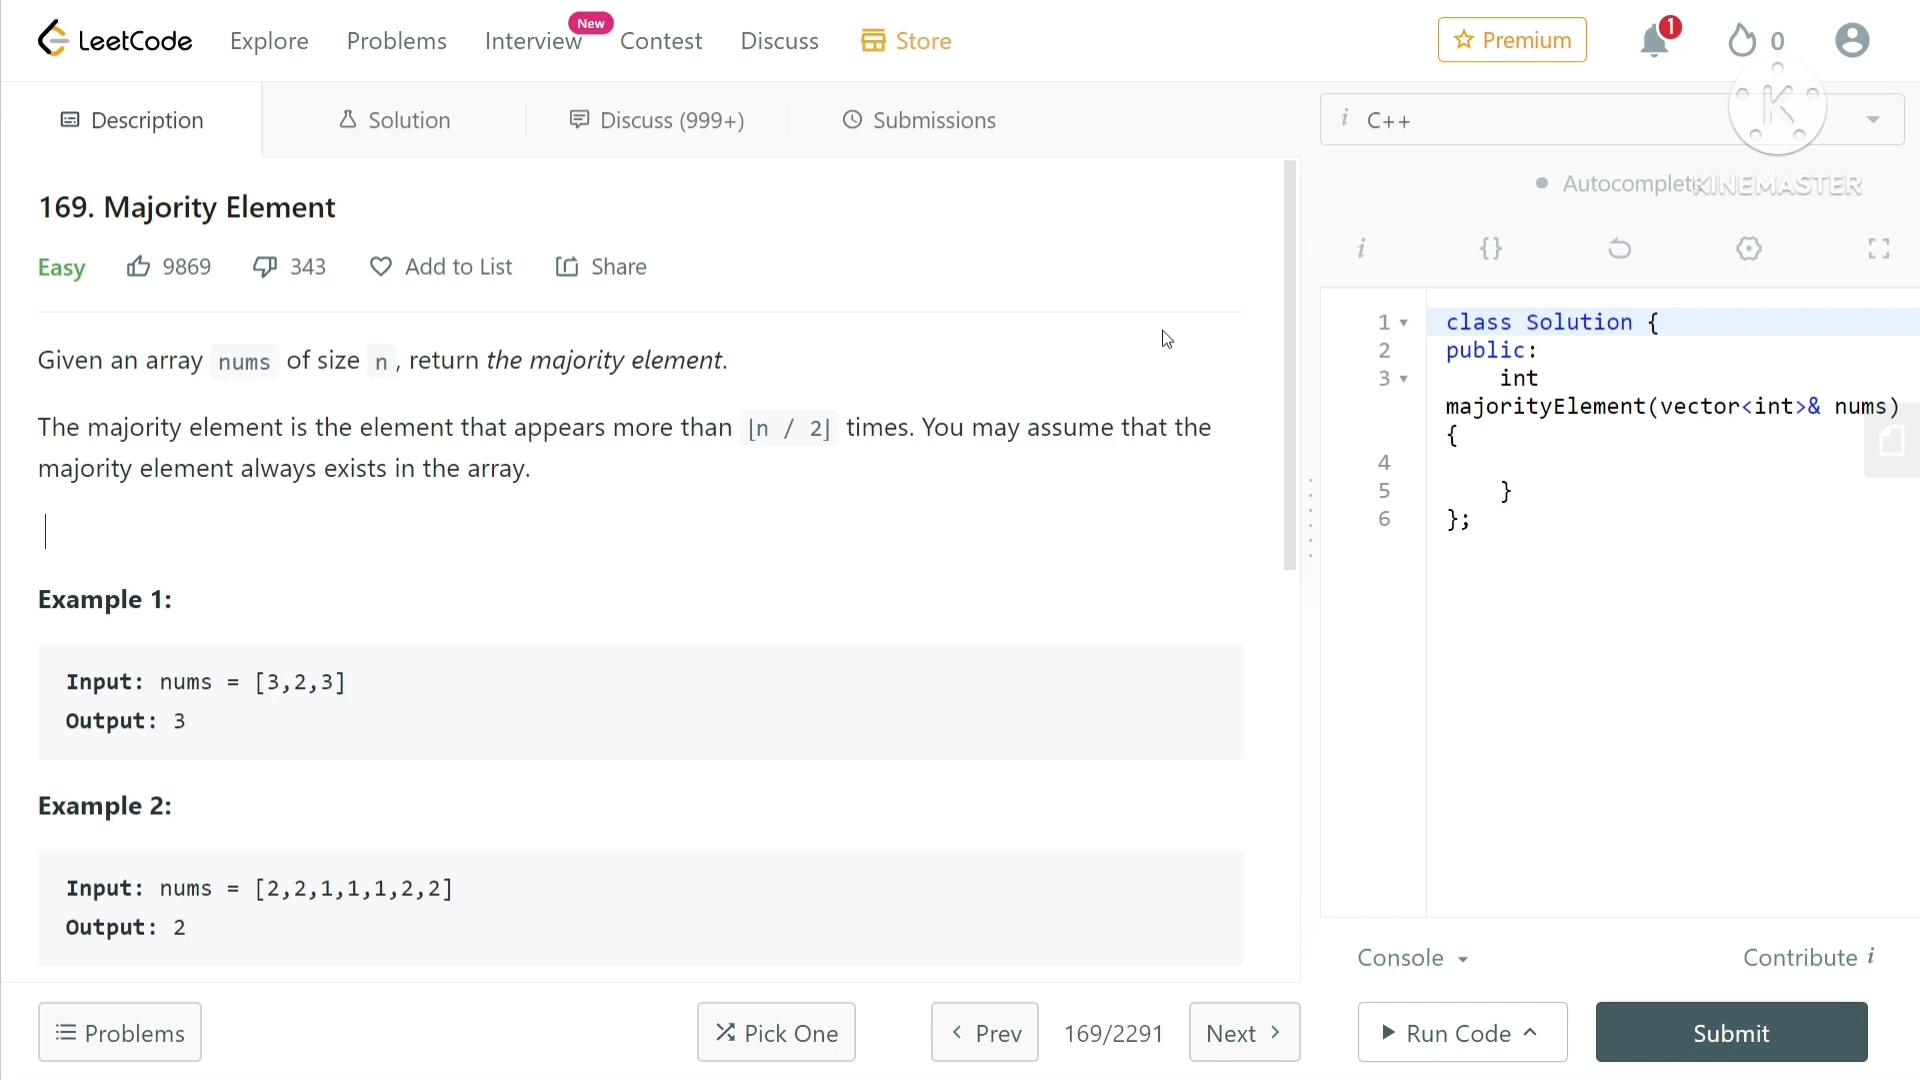 LeetCode Explore Problems Interview New Contest Discuss Store Premium 1 0
Description Solution Discuss (999+) Submissions
i C++
K
Autocomplete
KINEMASTER
169. Majority Element
Easy 9869 343 Add to List Share
i {}
Given an array nums of size n, return the majority element.
The majority element is the element that appears more than ⌊n / 2⌋ times. You may assume that the
majority element always exists in the array.
Example 1:
Input: nums = [3,2,3]
Output: 3
Example 2:
Input: nums = [2,2,1,1,1,2,2]
Output: 2
1 class Solution {
2 public:
3 int
majorityElement(vector<int>& nums)
{
4
5 }
6 };
Console Contribute i
Problems Pick One Prev 169/2291 Next Run Code Submit